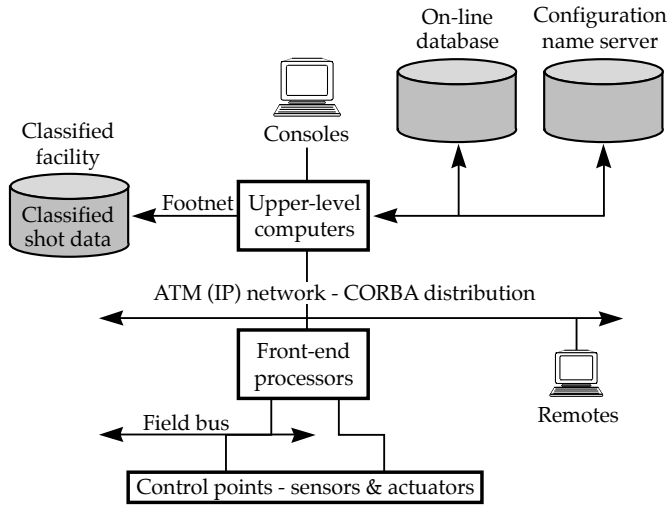 On-line
database
Configuration
name server
Consoles
Classified
facility
Classified
shot data
Footnet
Upper-level
computers
ATM (IP) network - CORBA distribution
Front-end
processors
Remotes
Field bus
Control points - sensors & actuators